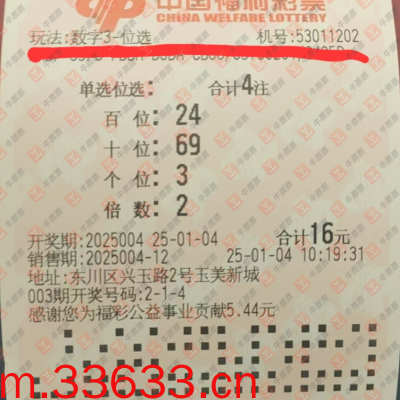 中国福利彩票
CHINA WELFARE LOTTERY
玩法:数字3-位选 机号:53011202
单选位选: 合计4注
百位: 24
十位: 69
个位: 3
倍数: 2
开奖期:2025004 25-01-04 合计16元
销售期:2025004-12 25-01-04 10:19:31
地址:东川区兴玉路2号玉美新城
003期开奖号码:2-1-4
感谢您为福彩公益事业贡献5.44元
m.33633.cn